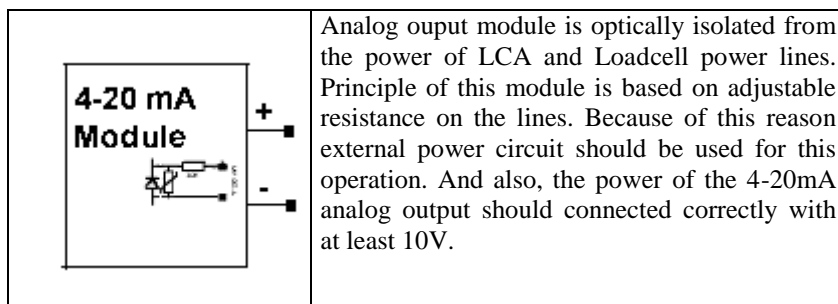 4-20 mA
Module
+
-
Analog ouput module is optically isolated from
the power of LCA and Loadcell power lines.
Principle of this module is based on adjustable
resistance on the lines. Because of this reason
external power circuit should be used for this
operation. And also, the power of the 4-20mA
analog output should connected correctly with
at least 10V.